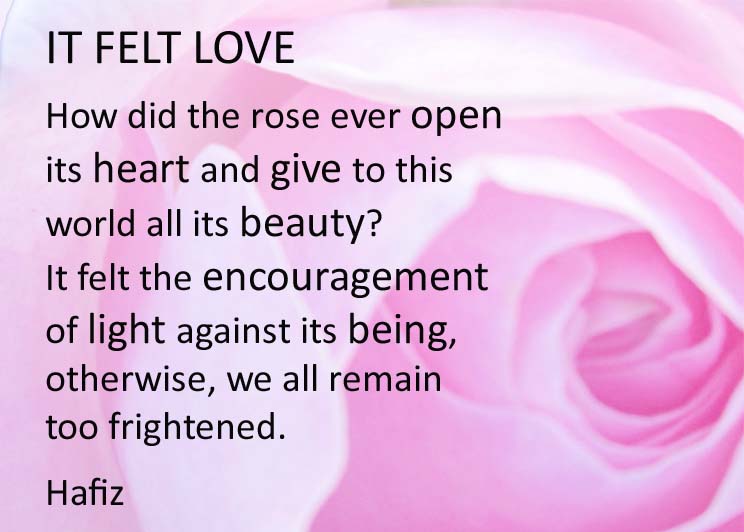 IT FELT LOVE
How did the rose ever open
its heart and give to this
world all its beauty?
It felt the encouragement
of light against its being,
otherwise, we all remain
too frightened.
Hafiz